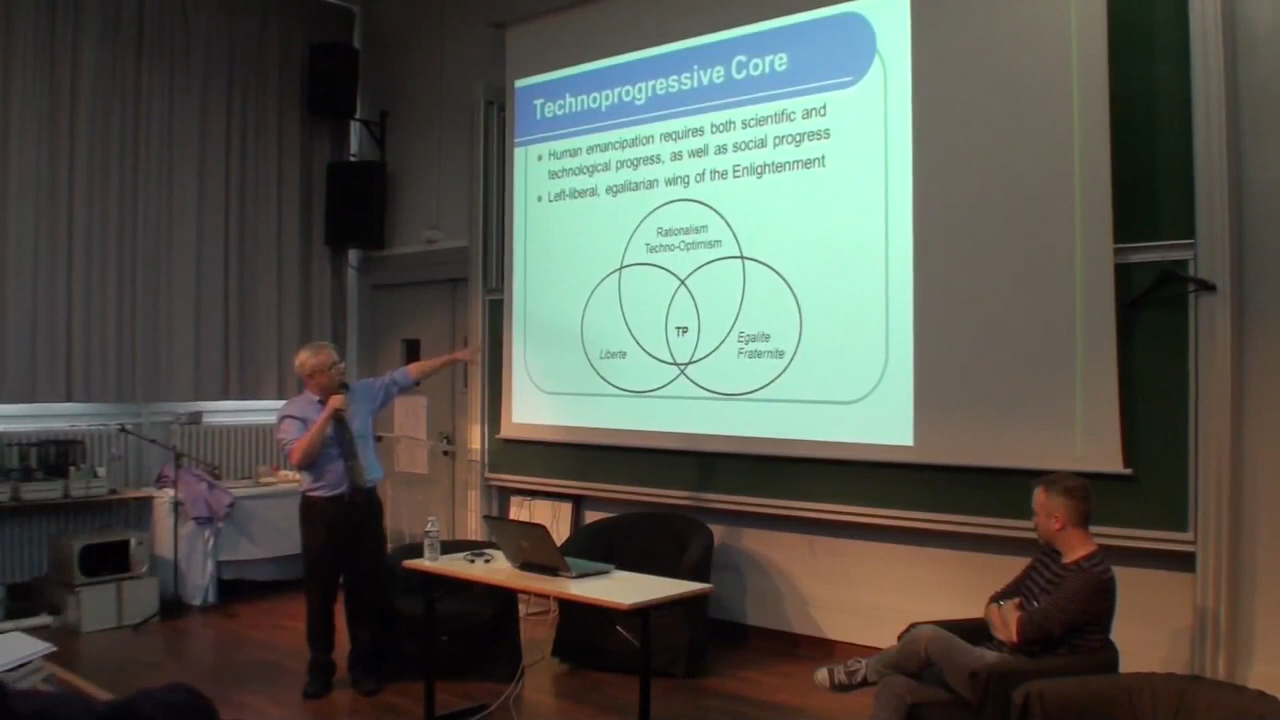 Technoprogressive Core
Human emancipation requires both scientific and
technological progress, as well as social progress
Left-liberal, egalitarian wing of the Enlightenment
Rationalism
Techno-Optimism
TP
Liberte
Egalite
Fraternite